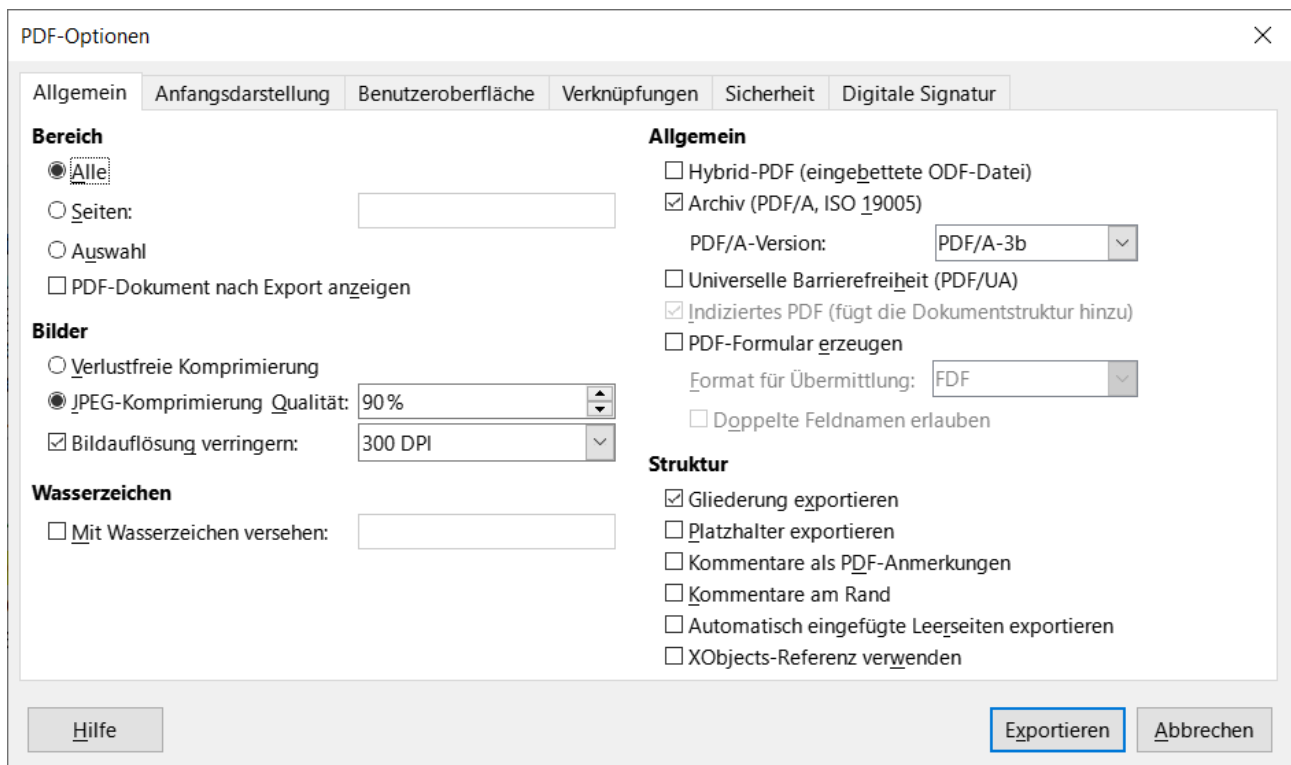 PDF-Optionen
Allgemein
Anfangsdarstellung
Benutzeroberfläche
Verknüpfungen
Sicherheit
Digitale Signatur
Bereich
Alle
Seiten:
Auswahl
PDF-Dokument nach Export anzeigen
Bilder
Verlustfreie Komprimierung
JPEG-Komprimierung Qualität: 90 %
Bildauflösung verringern: 300 DPI
Wasserzeichen
Mit Wasserzeichen versehen:
Allgemein
Hybrid-PDF (eingebettete ODF-Datei)
Archiv (PDF/A, ISO 19005)
PDF/A-Version: PDF/A-3b
Universelle Barrierefreiheit (PDF/UA)
Indiziertes PDF (fügt die Dokumentstruktur hinzu)
PDF-Formular erzeugen
Format für Übermittlung: FDF
Doppelte Feldnamen erlauben
Struktur
Gliederung exportieren
Platzhalter exportieren
Kommentare als PDF-Anmerkungen
Kommentare am Rand
Automatisch eingefügte Leerseiten exportieren
XObjects-Referenz verwenden
Hilfe
Exportieren
Abbrechen